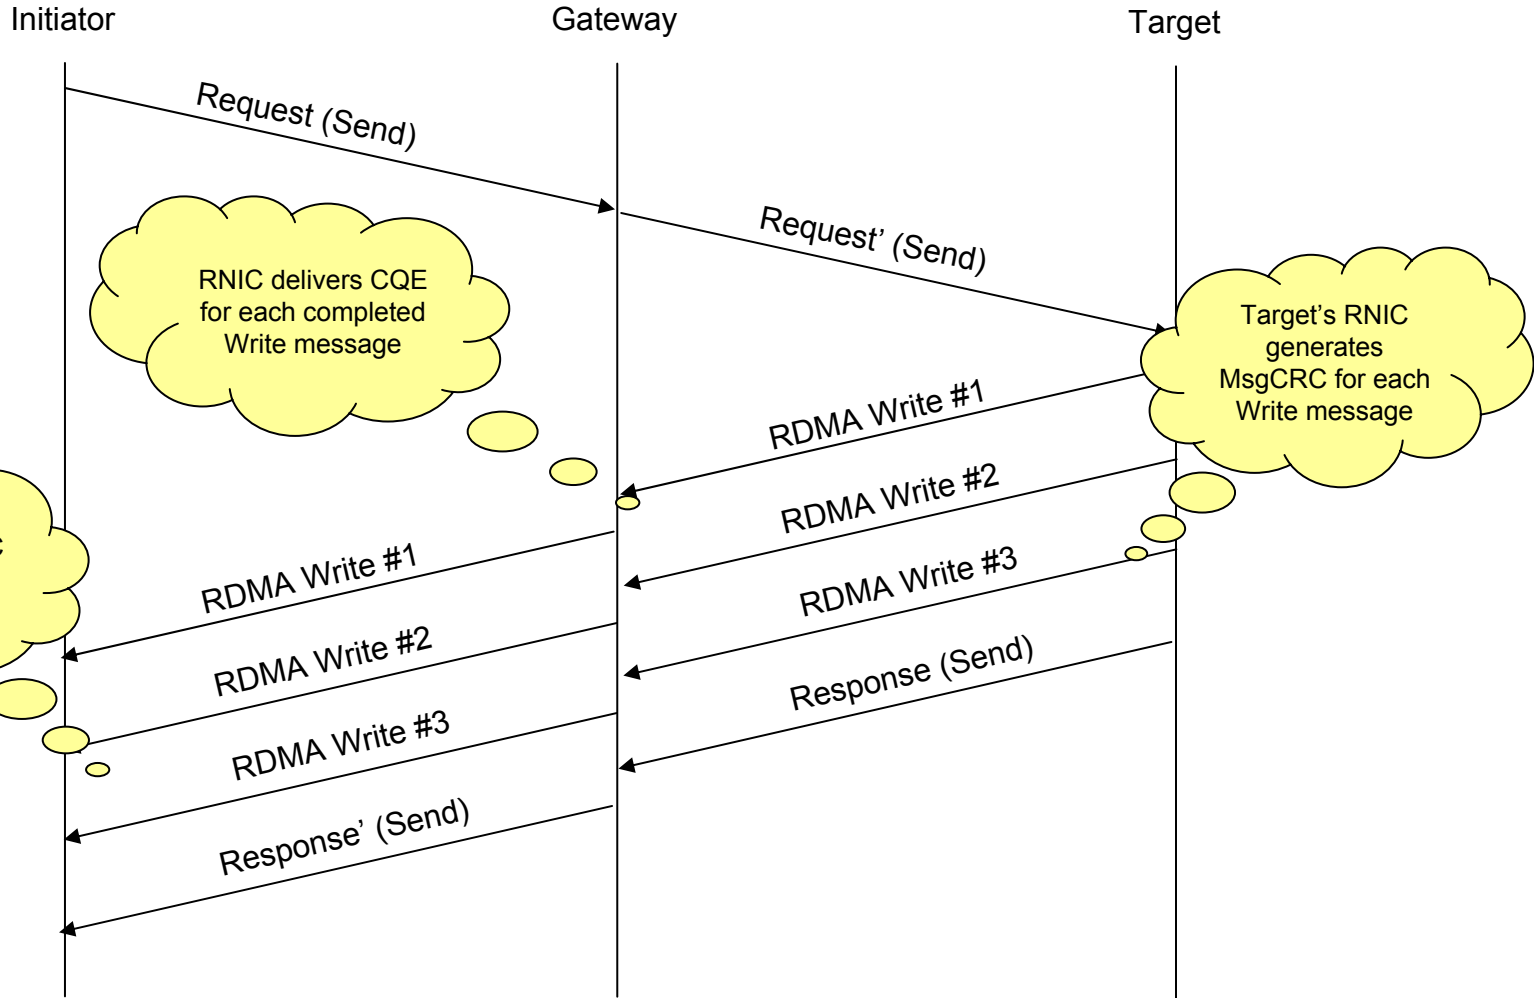 Initiator
Gateway
Target
Request (Send)
Request’ (Send)
RNIC delivers CQE
for each completed
Write message
Target’s RNIC
generates
MsgCRC for each
Write message
RDMA Write #1
RDMA Write #2
RDMA Write #3
Response (Send)
RDMA Write #1
RDMA Write #2
RDMA Write #3
Response’ (Send)